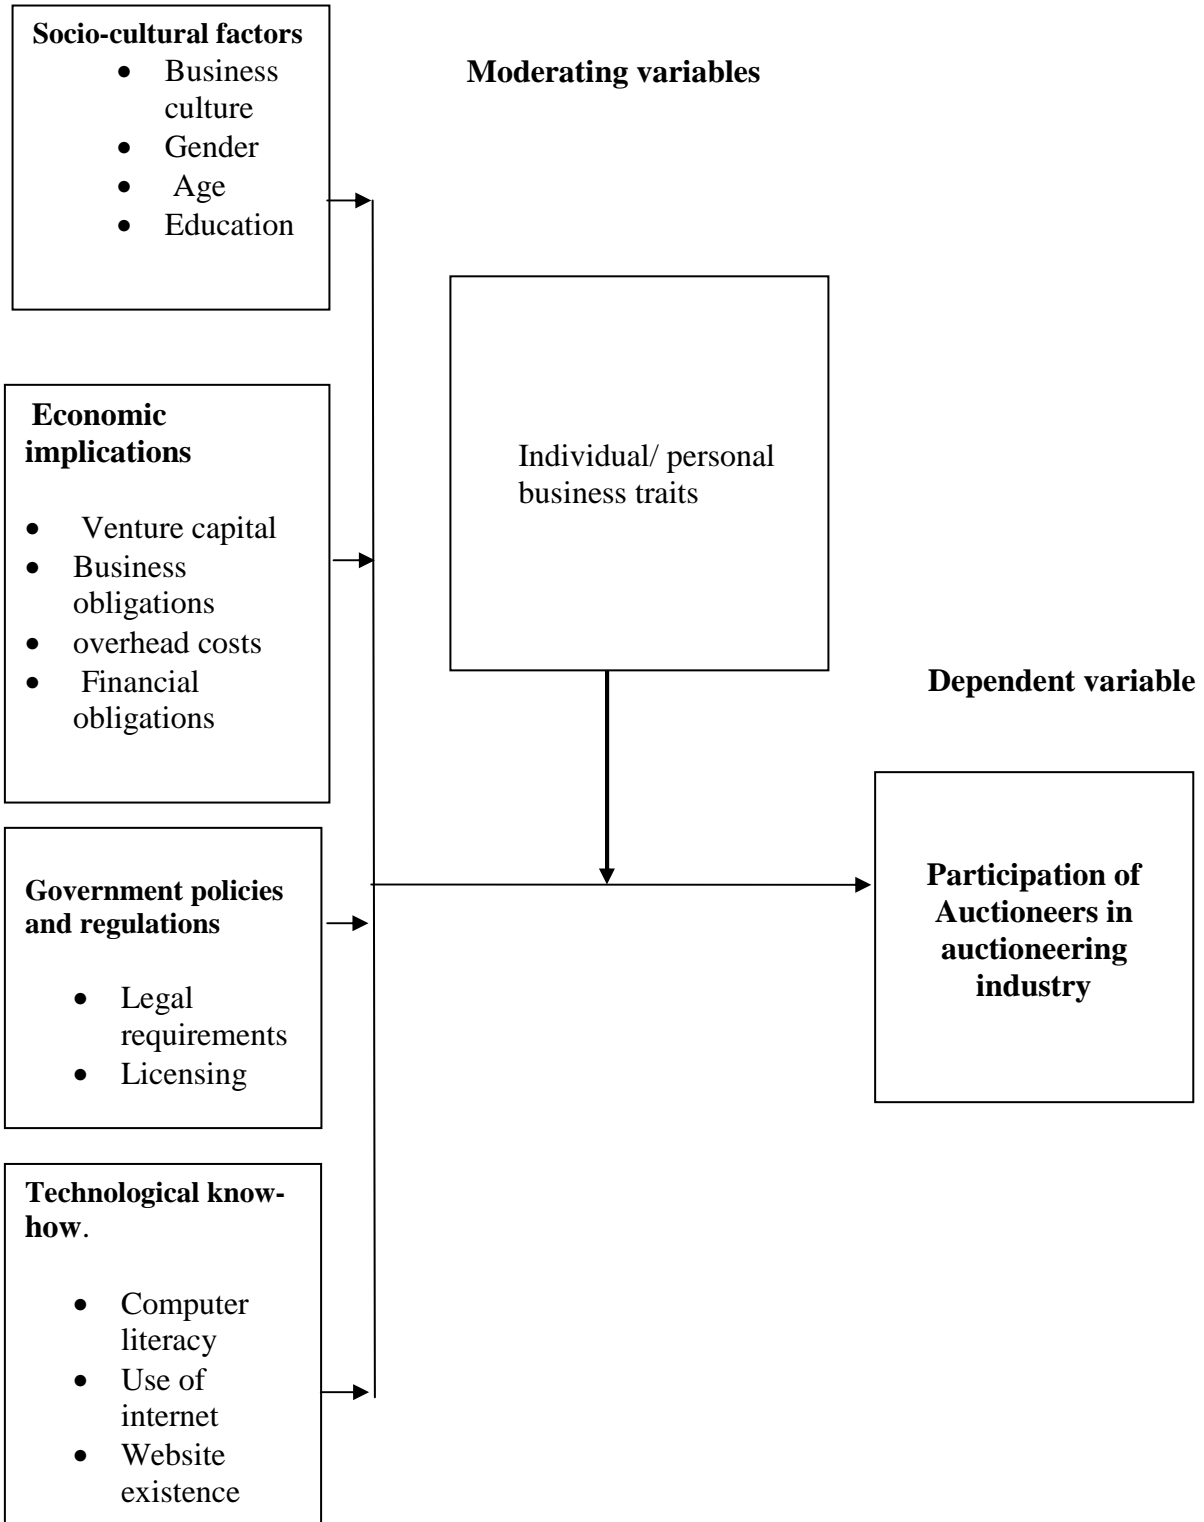 Socio-cultural factors
• Business
culture
• Gender
• Age
• Education
Moderating variables
Economic
implications
• Venture capital
• Business
obligations
• overhead costs
• Financial
obligations
Individual/ personal
business traits
Dependent variable
Government policies
and regulations
• Legal
requirements
• Licensing
Participation of
Auctioneers in
auctioneering
industry
Technological know-
how.
• Computer
literacy
• Use of
internet
• Website
existence